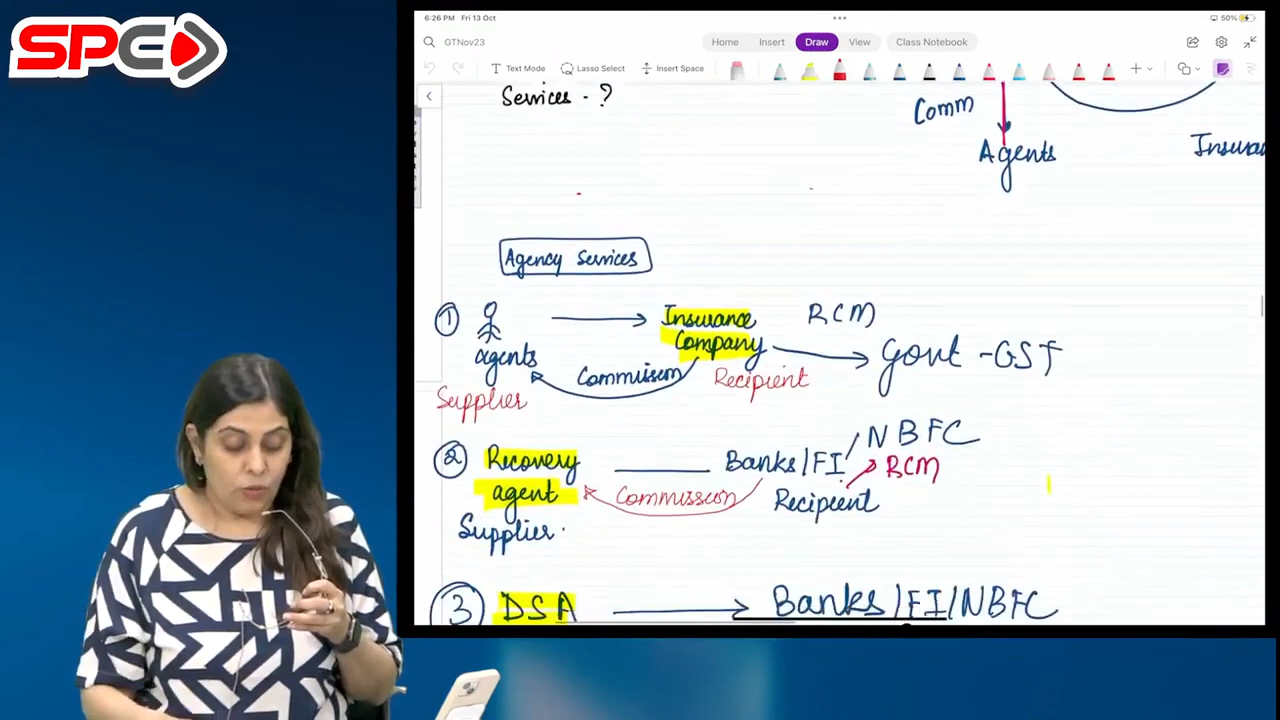 SPC
6:26 PM Fri 13 Oct
50%
GTNov23
Home Insert Draw View Class Notebook
Text Mode Lasso Select Insert Space
Services - ?
Comm
Agents
Agency Services
① agents Insurance Company RCM Govt - GST
Commission
Supplier Recipient
② Recovery agent Banks/FI/NBFC
RCM
Commission
Recipient
Supplier.
③ DSA Banks/FI/NBFC